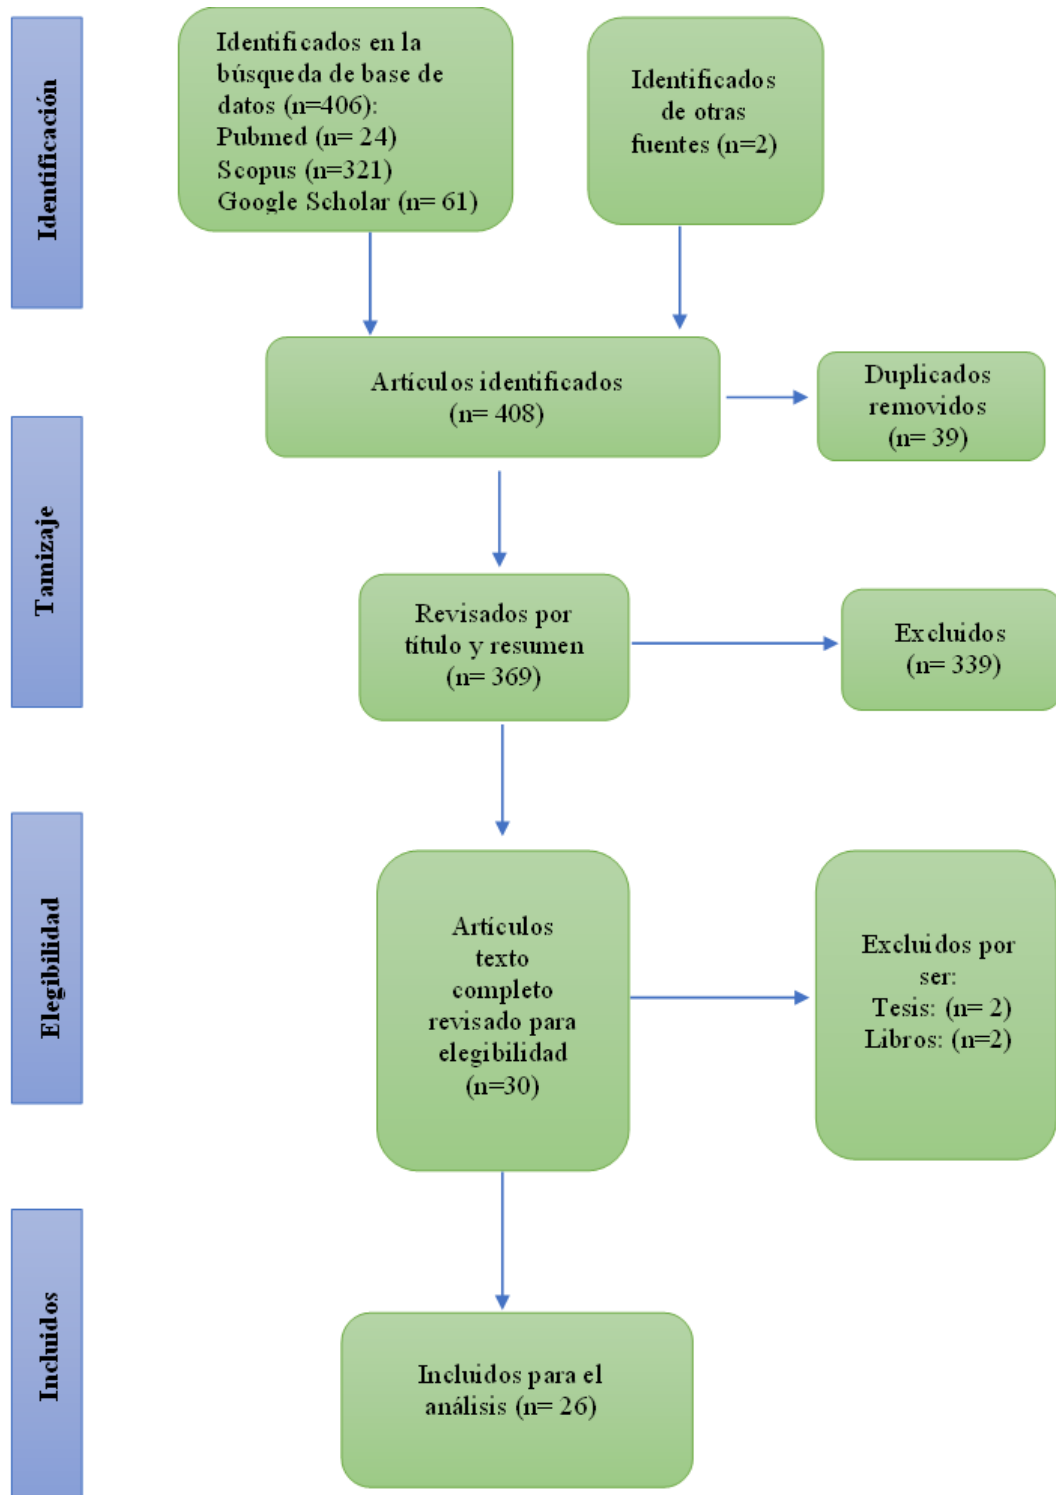 Identificación
Identificados en la
búsqueda de base de
datos (n=406):
Pubmed (n= 24)
Scopus (n=321)
Google Scholar (n= 61)
Identificados
de otras
fuentes (n=2)
Artículos identificados
(n= 408)
Duplicados
removidos
(n= 39)
Tamizaje
Revisados por
título y resumen
(n= 369)
Excluidos
(n= 339)
Elegibilidad
Artículos
texto
completo
revisado para
elegibilidad
(n=30)
Excluidos por
ser:
Tesis: (n= 2)
Libros: (n=2)
Incluidos
Incluidos para el
análisis (n= 26)